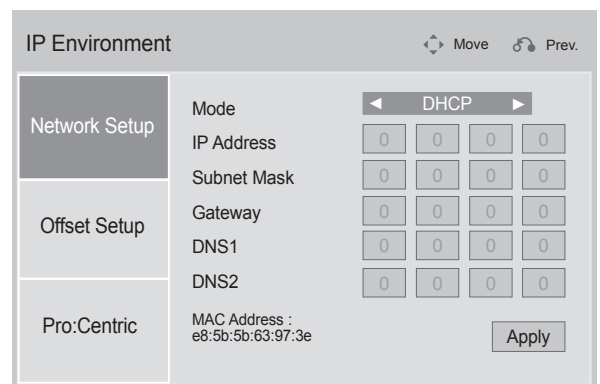 IP Environment
Move
Prev.
Network Setup
Offset Setup
Pro:Centric
Mode ◄ DHCP ►
IP Address 0 0 0 0
Subnet Mask 0 0 0 0
Gateway 0 0 0 0
DNS1 0 0 0 0
DNS2 0 0 0 0
MAC Address :
e8:5b:5b:63:97:3e
Apply